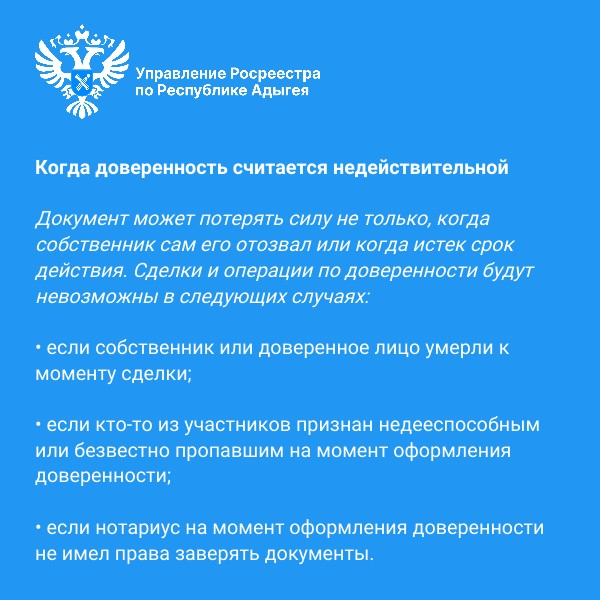 Управление Росреестра
по Республике Адыгея
Когда доверенность считается недействительной
Документ может потерять силу не только, когда
собственник сам его отозвал или когда истек срок
действия. Сделки и операции по доверенности будут
невозможны в следующих случаях:
• если собственник или доверенное лицо умерли к
моменту сделки;
• если кто-то из участников признан недееспособным
или безвестно пропавшим на момент оформления
доверенности;
• если нотариус на момент оформления доверенности
не имел права заверять документы.